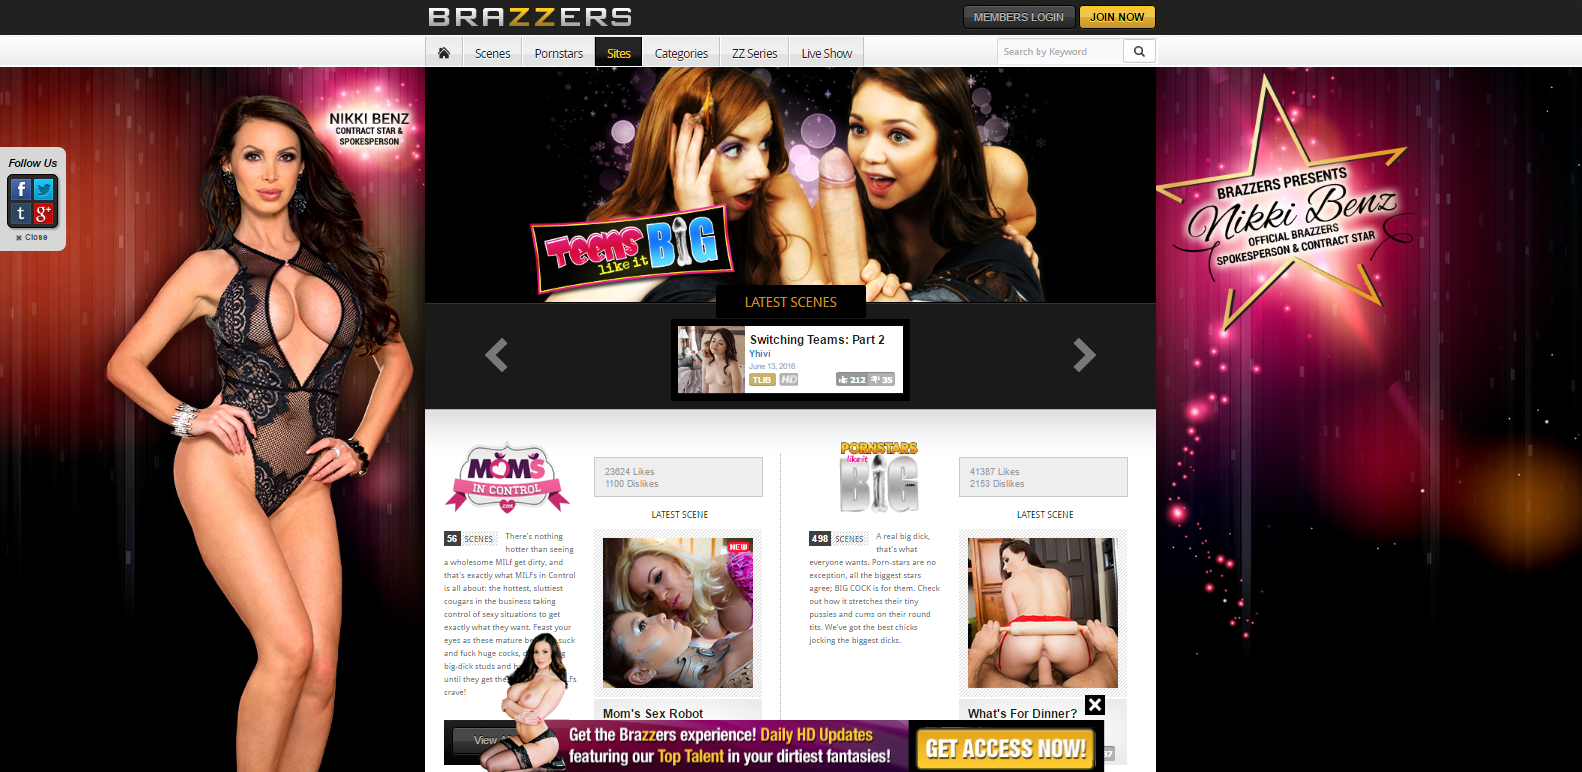 BRAZZERS
MEMBERS LOGIN
JOIN NOW
Scenes
Pornstars
Sites
Categories
ZZ Series
Live Show
Search by Keyword
NIKKI BENZ
CONTRACT STAR &
SPOKESPERSON
Follow Us
f
t
g+
Close
TEENS
like it
BIG
BRAZZERS PRESENTS
Nikki Benz
OFFICIAL BRAZZERS
SPOKESPERSON & CONTRACT STAR
LATEST SCENES
Switching Teams: Part 2
Yhivi
June 13, 2016
TLIB HD 212 35
MOMS
IN CONTROL
.COM
23624 Likes
1100 Dislikes
LATEST SCENE
56 SCENES
There's nothing
hotter than seeing
a wholesome MILf get dirty, and
that's exactly what MILFs in Control
is all about: the hottest, sluttiest
cougars in the business taking
control of sexy situations to get
exactly what they want. Feast your
eyes as these mature suck
and fuck huge cocks,
big-dick studs and
until they get
crave!
NEW
Mom's Sex Robot
View
PORNSTARS
like it
BIG
.com
41387 Likes
2153 Dislikes
LATEST SCENE
498 SCENES
A real big dick,
that's what
everyone wants. Porn-stars are no
exception, all the biggest stars
agree; BIG COCK is for them. Check
out how it stretches their tiny
pussies and cums on their round
tits. We've got the best chicks
jocking the biggest dicks.
What's For Dinner?
Get the Brazzers experience! Daily HD Updates
featuring our Top Talent in your dirtiest fantasies!
GET ACCESS NOW!